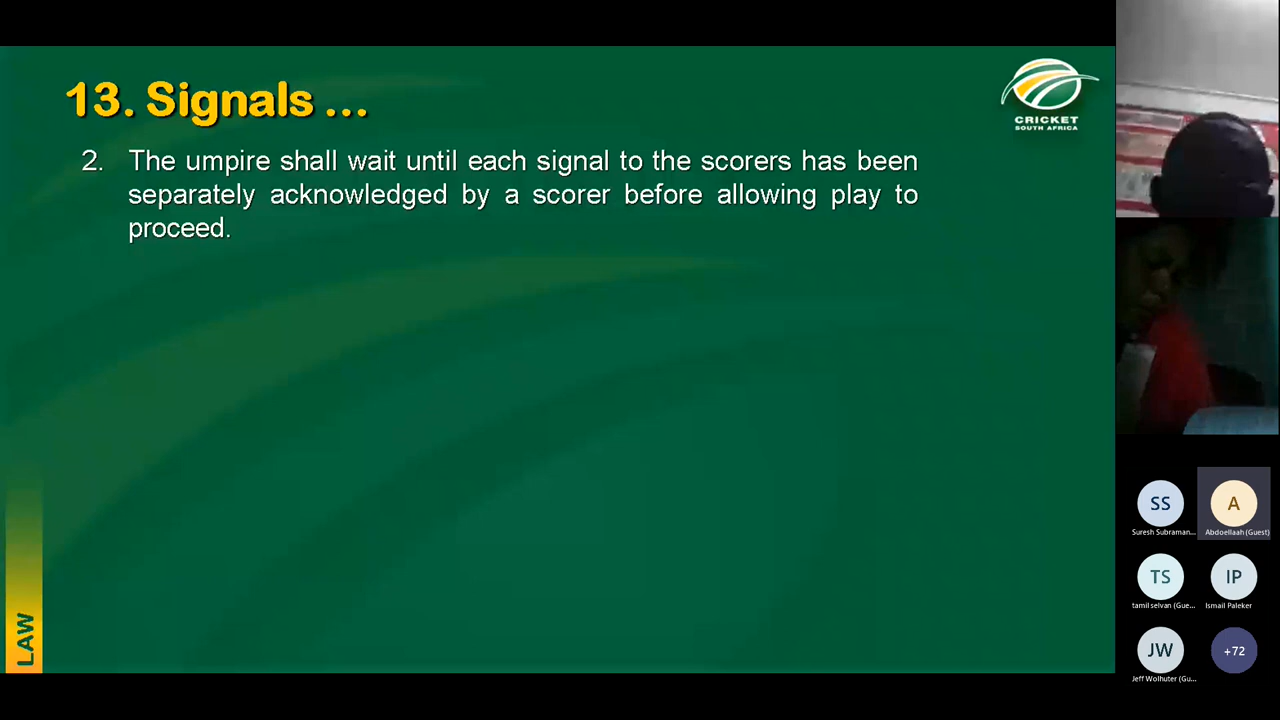 13. Signals ...
CRICKET
SOUTH AFRICA
2. The umpire shall wait until each signal to the scorers has been
separately acknowledged by a scorer before allowing play to
proceed.
LAW
SS
A
Suresh Subraman...
Abdoellaah (Guest)
TS
IP
tamil selvan (Gue...
Ismail Paleker
JW
+72
Jeff Wolhuter (Gu...